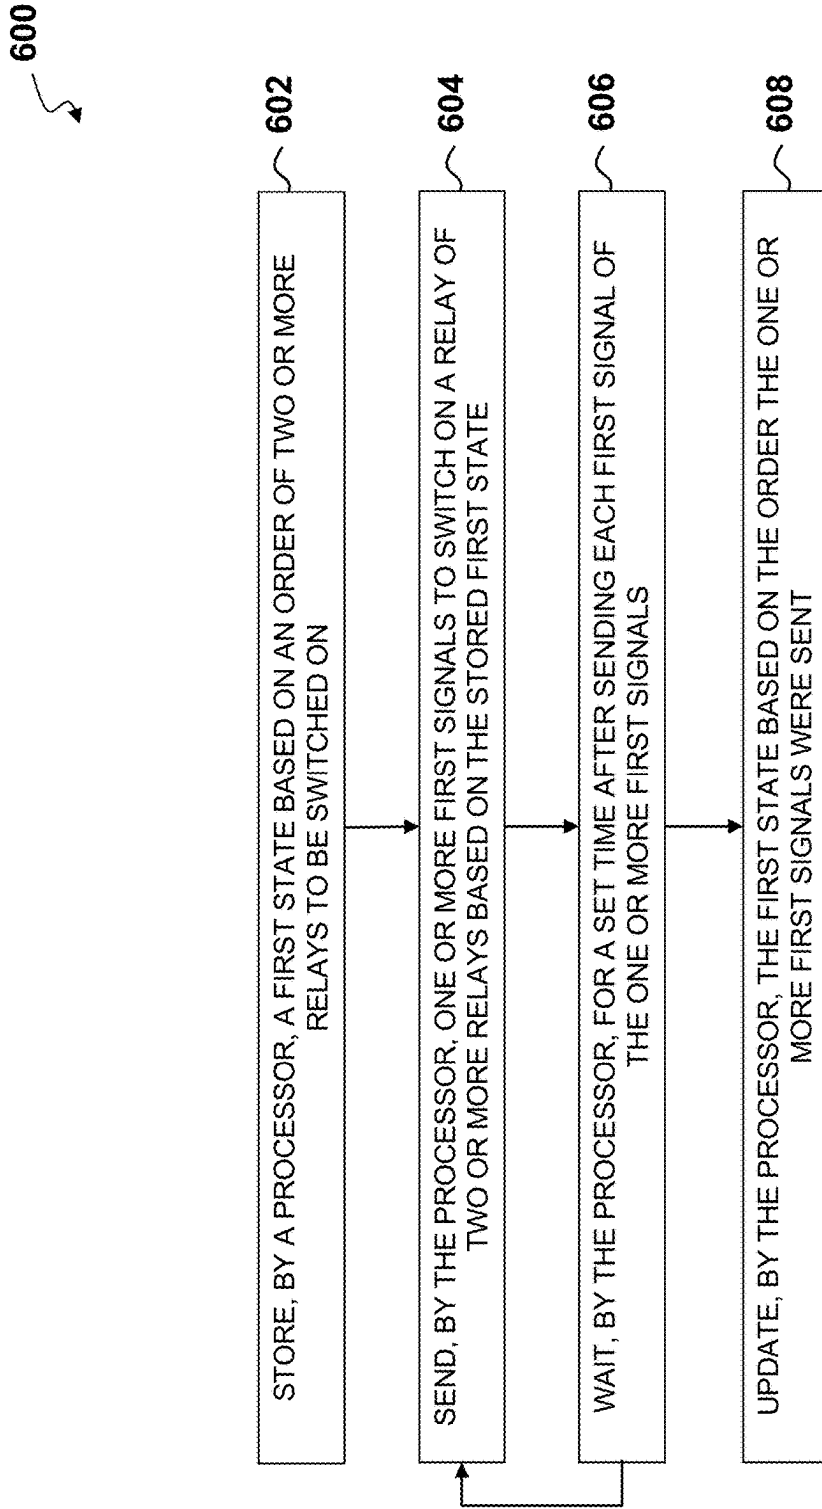 600
STORE, BY A PROCESSOR, A FIRST STATE BASED ON AN ORDER OF TWO OR MORE
RELAYS TO BE SWITCHED ON
602
SEND, BY THE PROCESSOR, ONE OR MORE FIRST SIGNALS TO SWITCH ON A RELAY OF
TWO OR MORE RELAYS BASED ON THE STORED FIRST STATE
604
WAIT, BY THE PROCESSOR, FOR A SET TIME AFTER SENDING EACH FIRST SIGNAL OF
THE ONE OR MORE FIRST SIGNALS
606
UPDATE, BY THE PROCESSOR, THE FIRST STATE BASED ON THE ORDER THE ONE OR
MORE FIRST SIGNALS WERE SENT
608